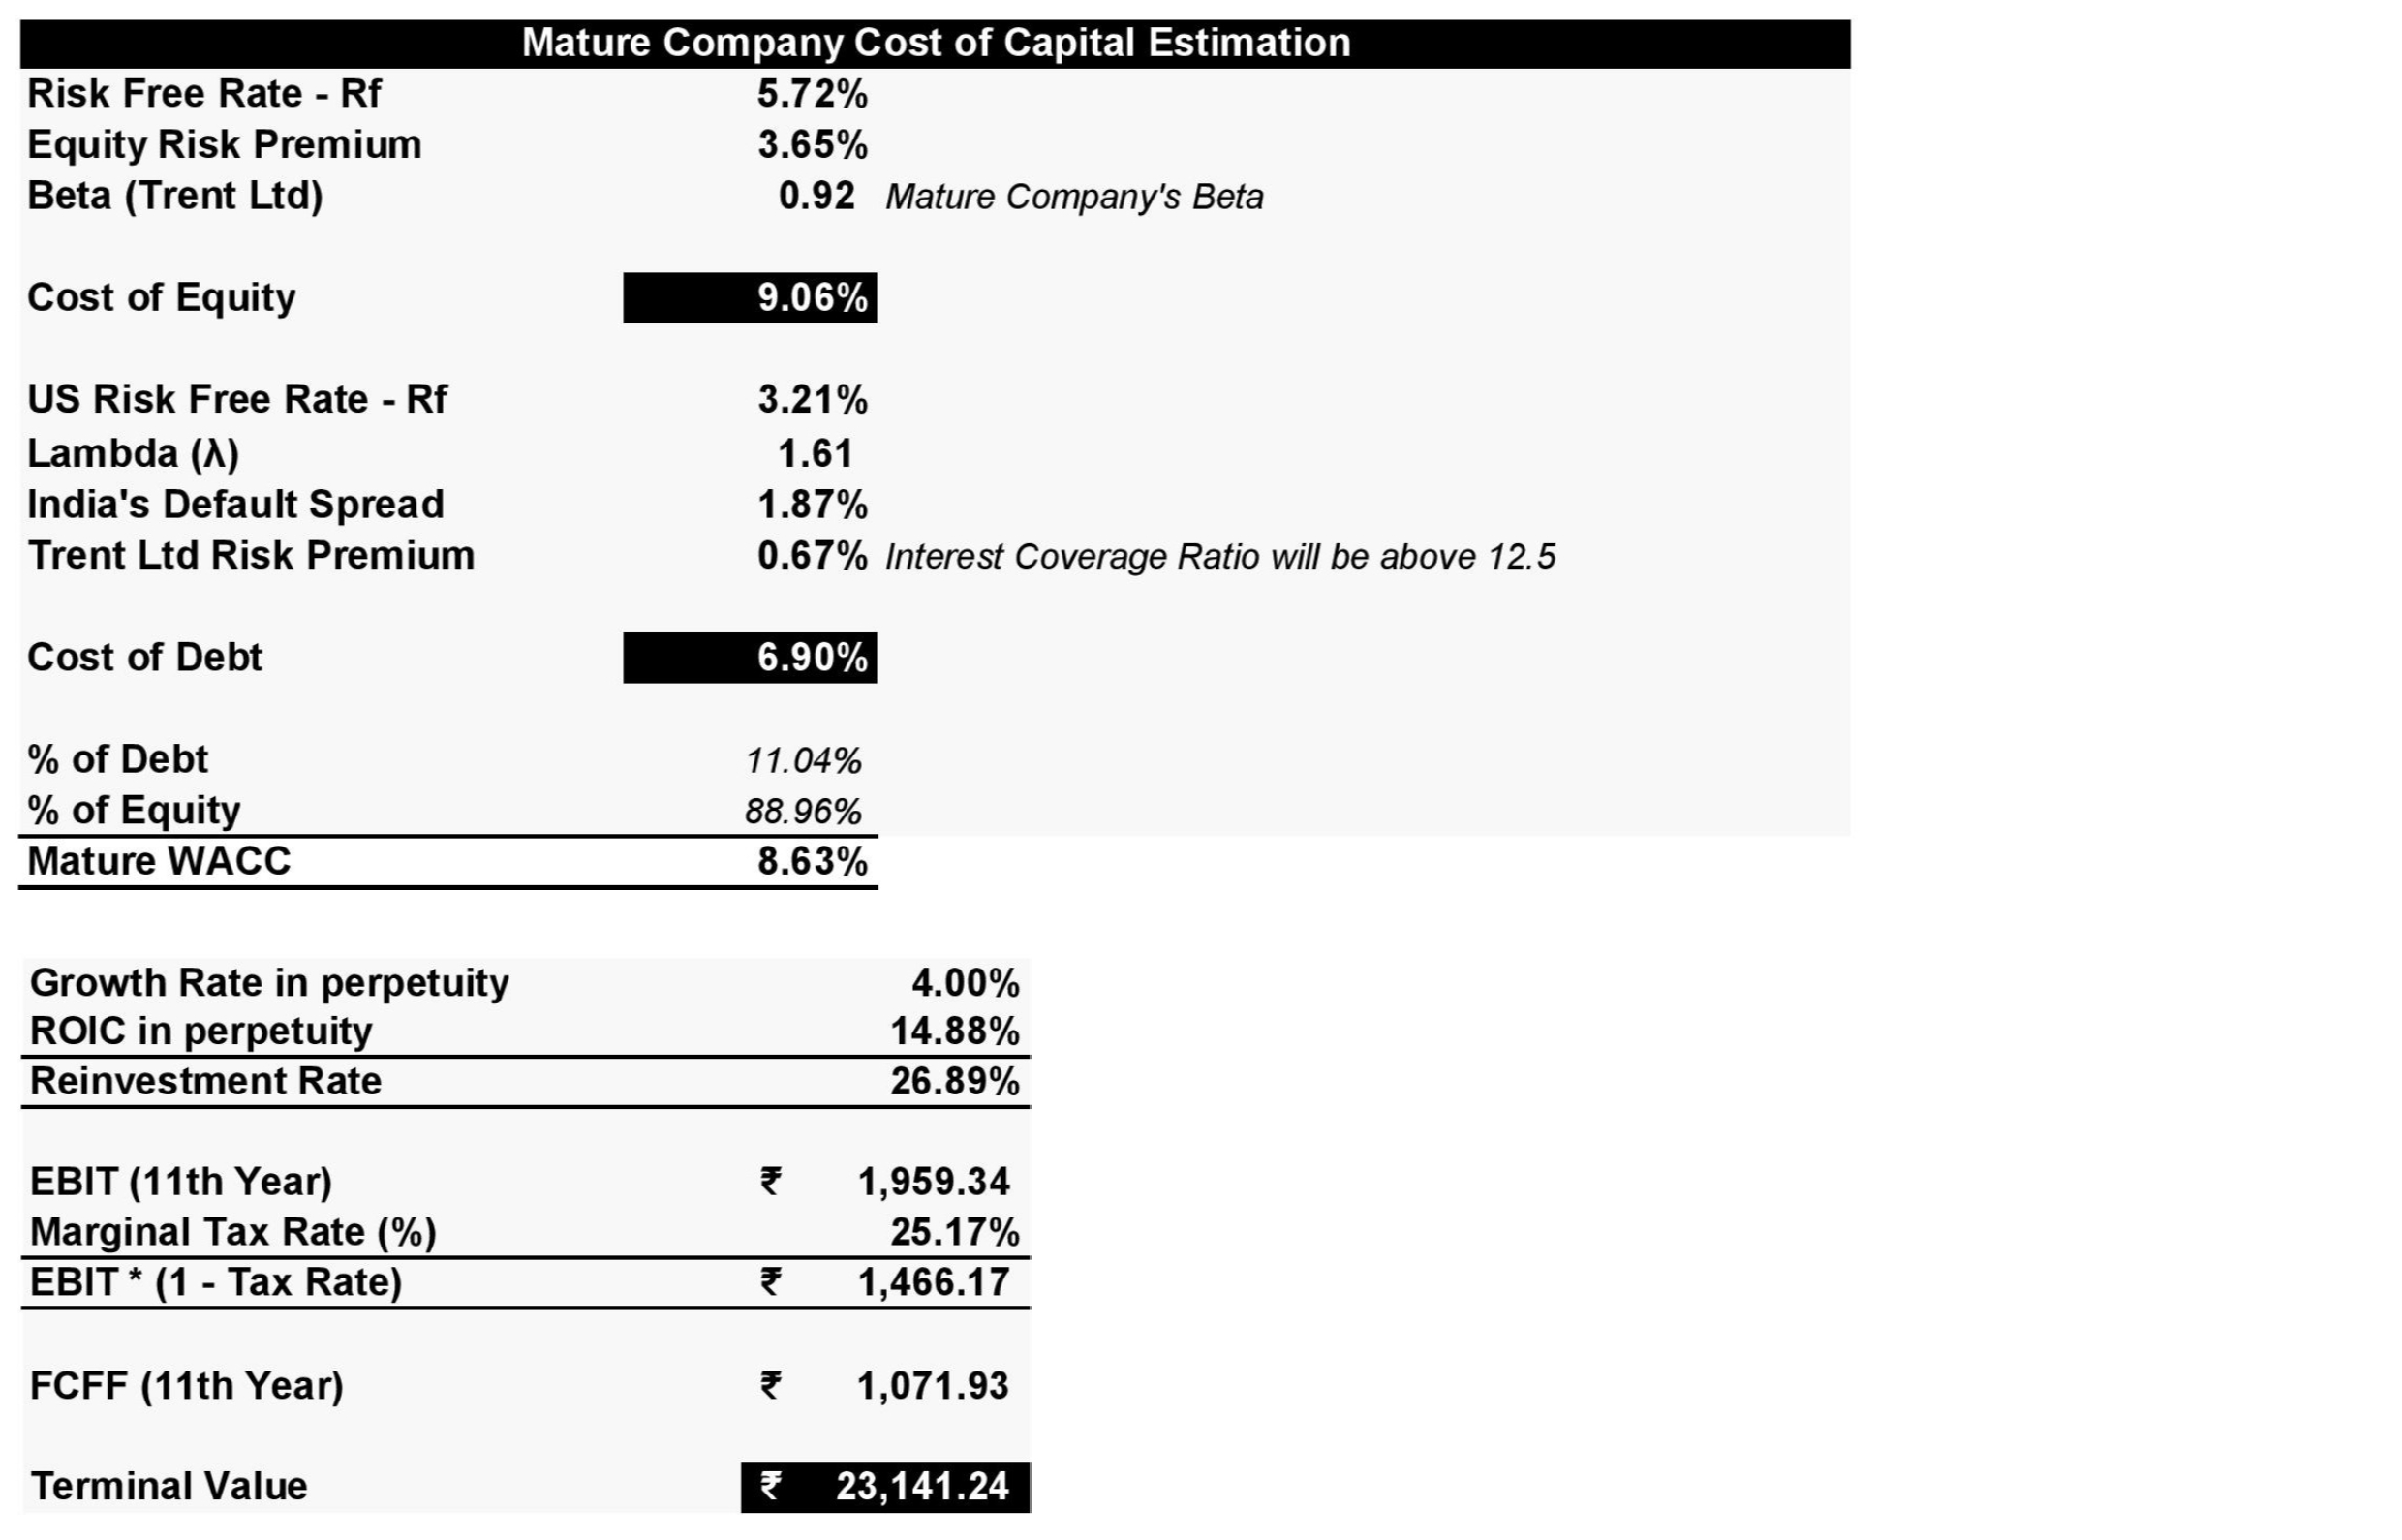 Mature Company Cost of Capital Estimation
Risk Free Rate - Rf 5.72%
Equity Risk Premium 3.65%
Beta (Trent Ltd) 0.92 Mature Company's Beta
Cost of Equity 9.06%
US Risk Free Rate - Rf 3.21%
Lambda (λ) 1.61
India's Default Spread 1.87%
Trent Ltd Risk Premium 0.67% Interest Coverage Ratio will be above 12.5
Cost of Debt 6.90%
% of Debt 11.04%
% of Equity 88.96%
Mature WACC 8.63%
Growth Rate in perpetuity 4.00%
ROIC in perpetuity 14.88%
Reinvestment Rate 26.89%
EBIT (11th Year) ₹ 1,959.34
Marginal Tax Rate (%) 25.17%
EBIT * (1 - Tax Rate) ₹ 1,466.17
FCFF (11th Year) ₹ 1,071.93
Terminal Value ₹ 23,141.24